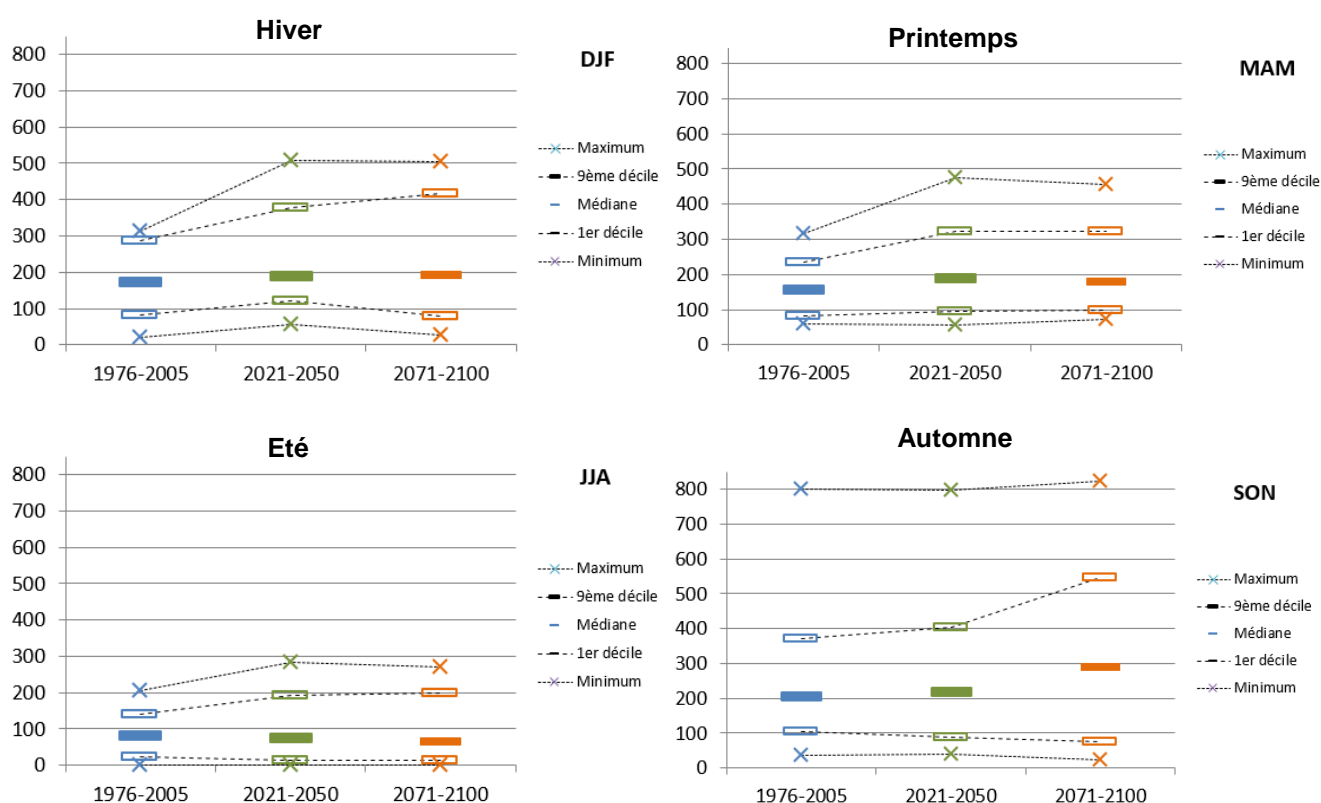 Hiver
DJF
800
700
600
500
400
300
200
100
0
1976-2005 2021-2050 2071-2100
Maximum
9ème décile
Médiane
1er décile
Minimum
Printemps
MAM
800
700
600
500
400
300
200
100
0
1976-2005 2021-2050 2071-2100
Maximum
9ème décile
Médiane
1er décile
Minimum
Eté
JJA
800
700
600
500
400
300
200
100
0
1976-2005 2021-2050 2071-2100
Maximum
9ème décile
Médiane
1er décile
Minimum
Automne
SON
800
700
600
500
400
300
200
100
0
1976-2005 2021-2050 2071-2100
Maximum
9ème décile
Médiane
1er décile
Minimum